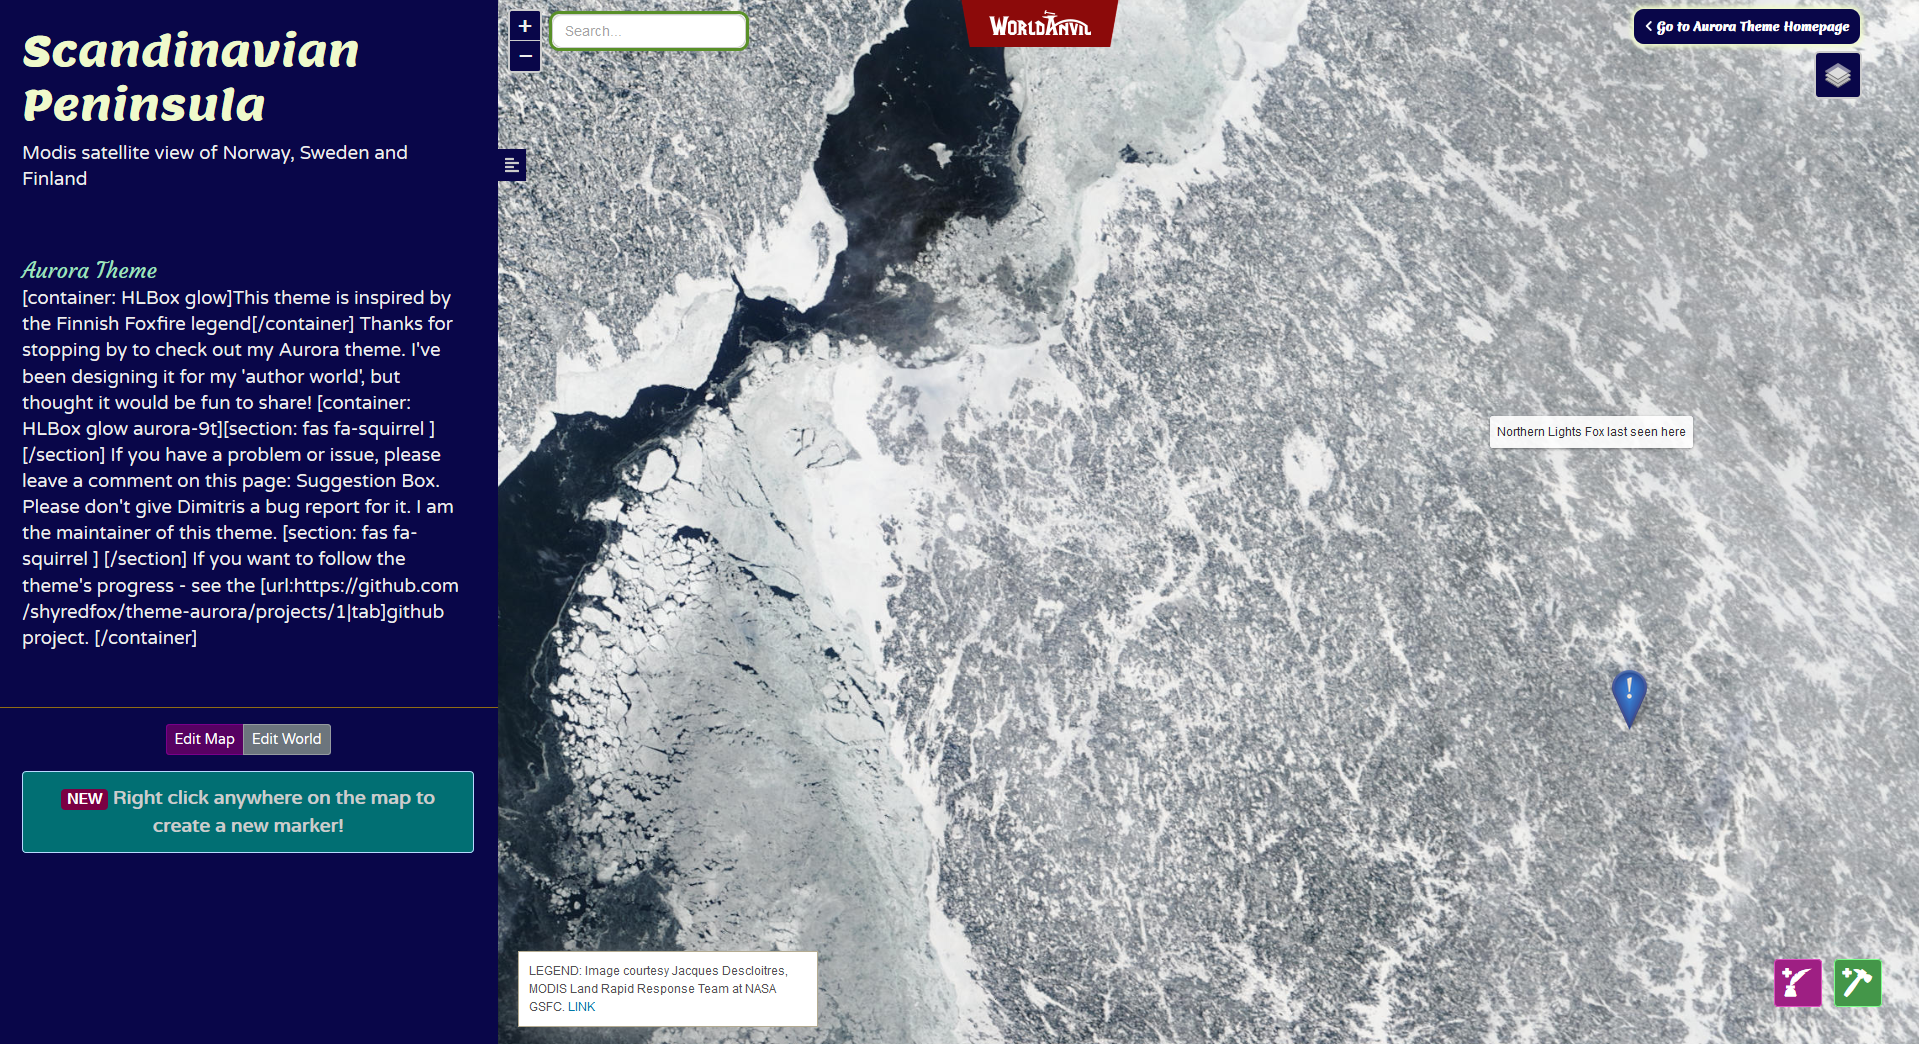 Scandinavian
Peninsula
Modis satellite view of Norway, Sweden and
Finland
Aurora Theme
[container: HLBox glow]This theme is inspired by
the Finnish Foxfire legend[/container] Thanks for
stopping by to check out my Aurora theme. I've
been designing it for my 'author world', but
thought it would be fun to share! [container:
HLBox glow aurora-9t][section: fas fa-squirrel ]
[/section] If you have a problem or issue, please
leave a comment on this page: Suggestion Box.
Please don't give Dimitris a bug report for it. I am
the maintainer of this theme. [section: fas fa-
squirrel ] [/section] If you want to follow the
theme's progress - see the [url:https://github.com
/shyredfox/theme-aurora/projects/1|tab]github
project. [/container]
Edit Map Edit World
NEW Right click anywhere on the map to
create a new marker!
+
−
Search...
WORLDANVIL
< Go to Aurora Theme Homepage
Northern Lights Fox last seen here
!
LEGEND: Image courtesy Jacques Descloitres,
MODIS Land Rapid Response Team at NASA
GSFC. LINK